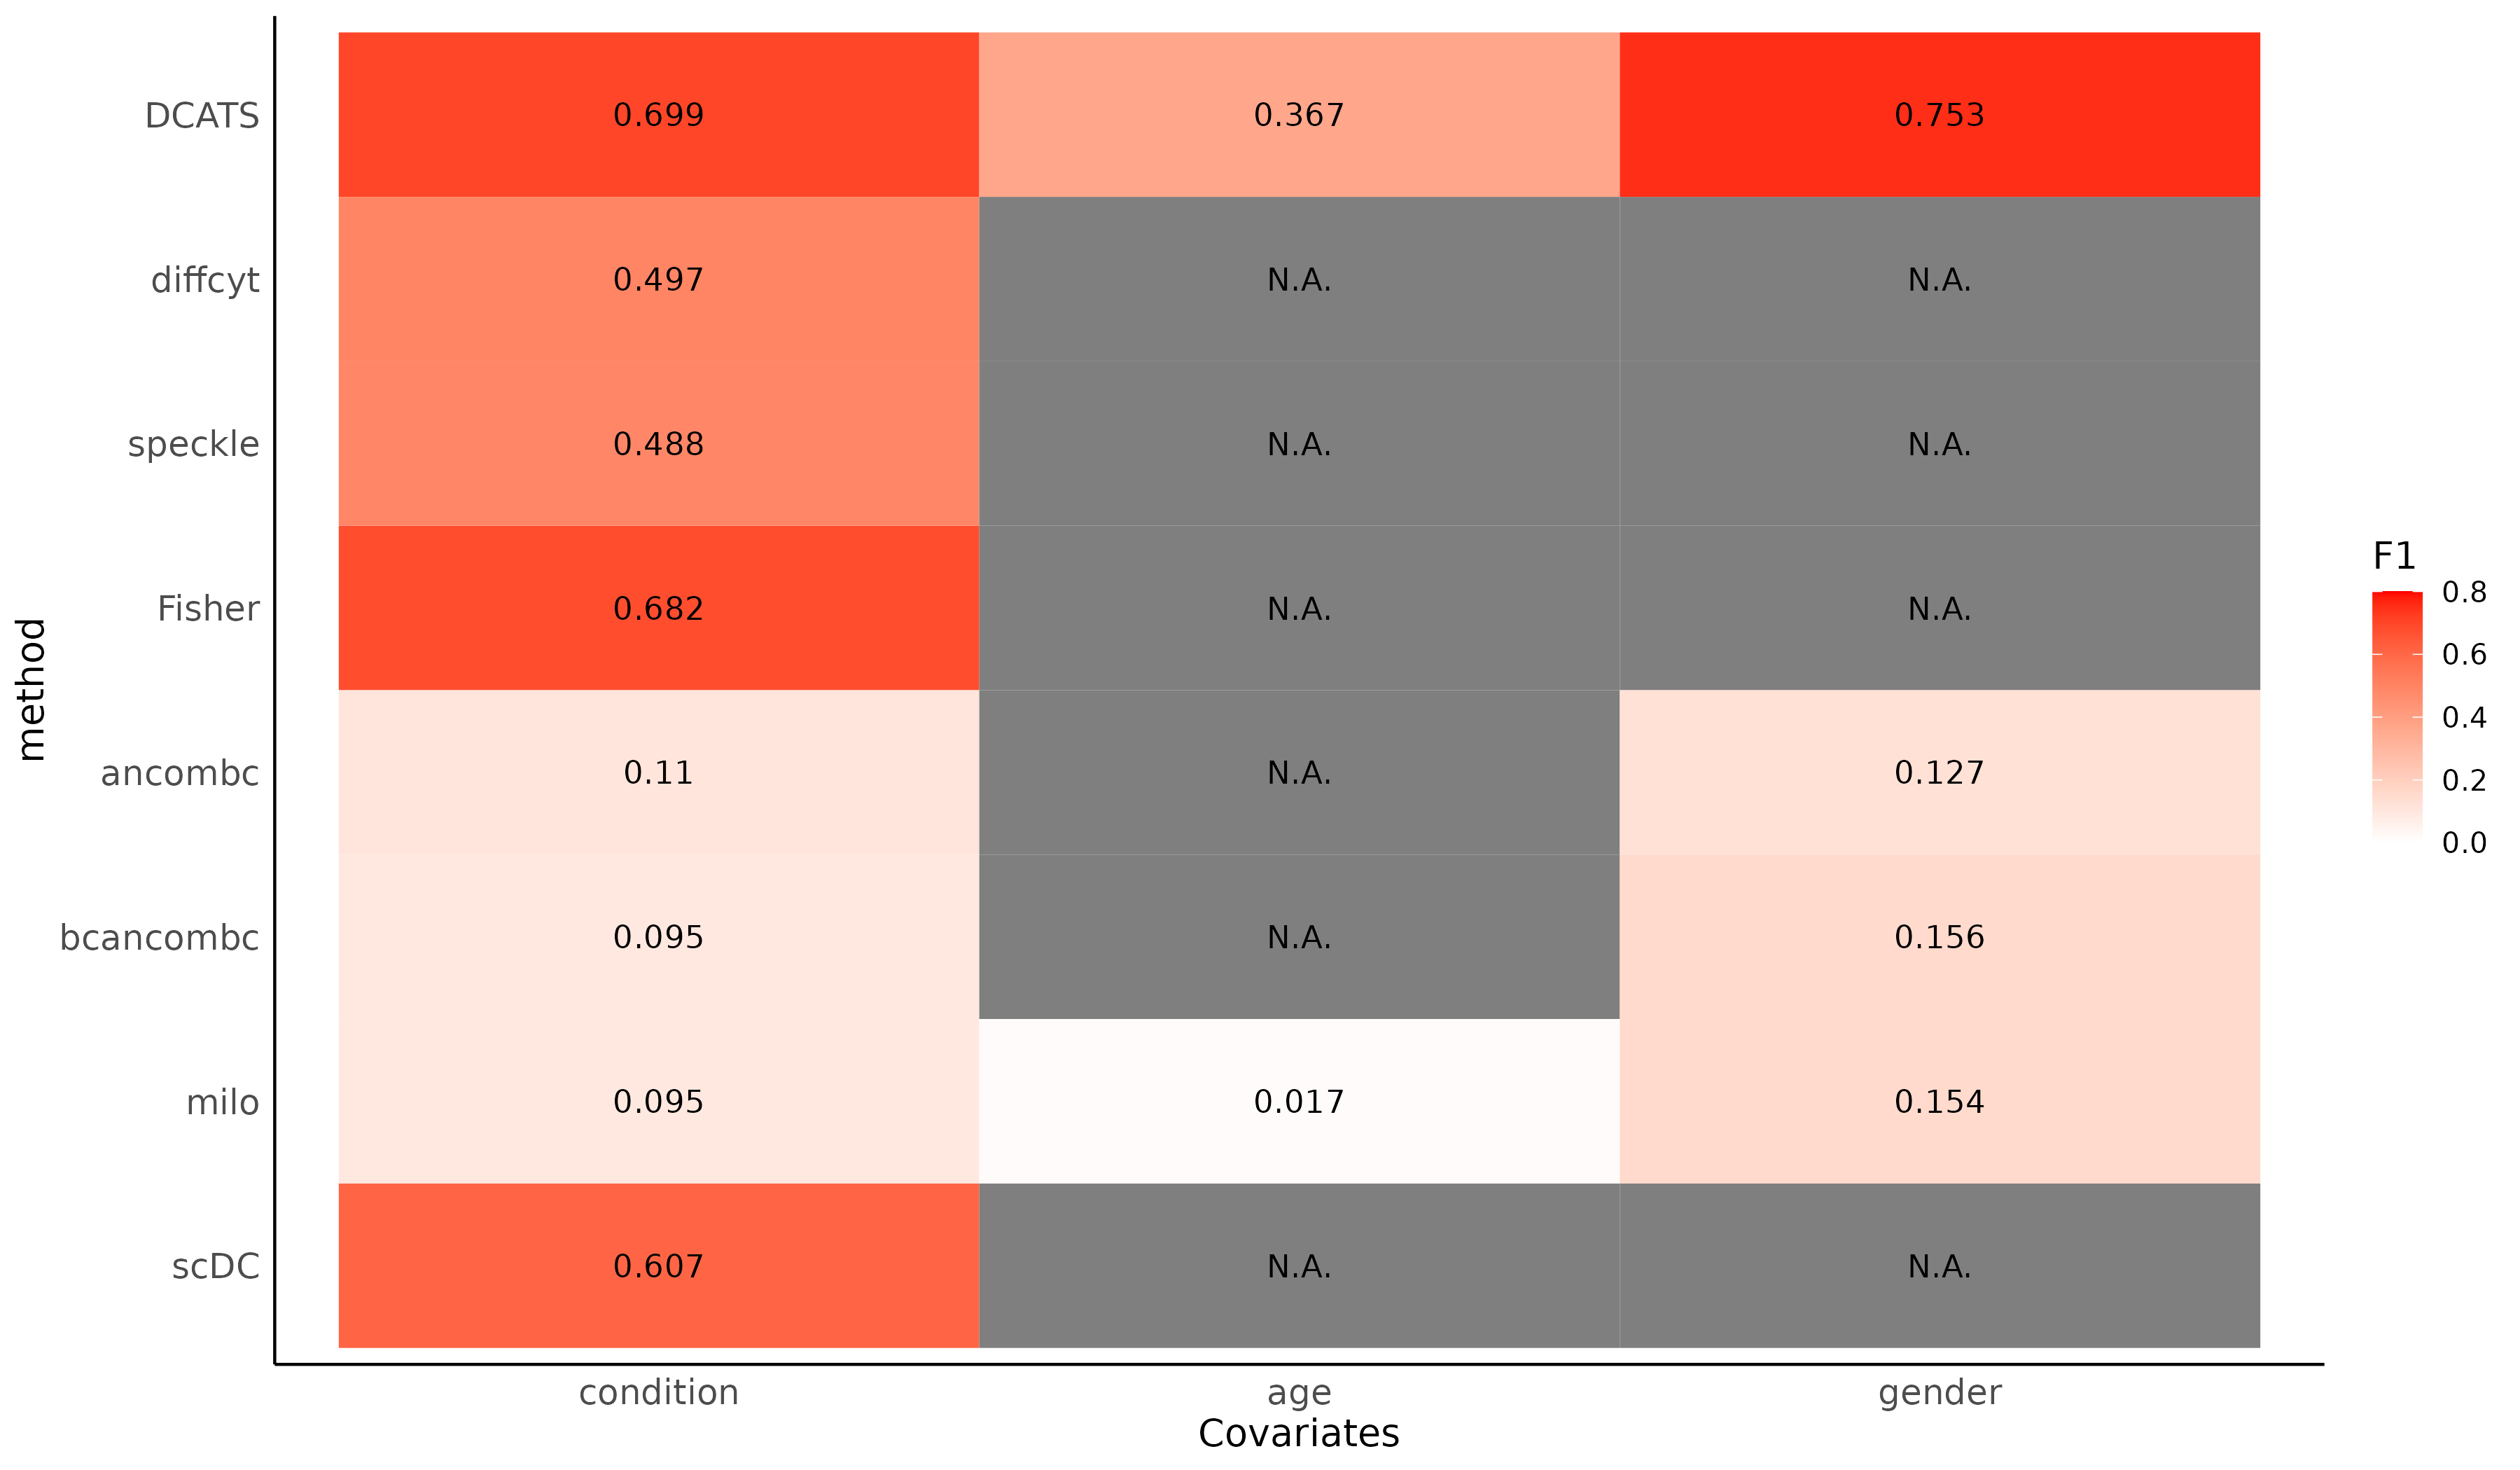 DCATS 0.699 0.367 0.753
diffcyt 0.497 N.A. N.A.
speckle 0.488 N.A. N.A.
Fisher 0.682 N.A. N.A.
ancombc 0.11 N.A. 0.127
bcancombc 0.095 N.A. 0.156
milo 0.095 0.017 0.154
scDC 0.607 N.A. N.A.
condition age gender
Covariates
method
F1
0.8
0.6
0.4
0.2
0.0